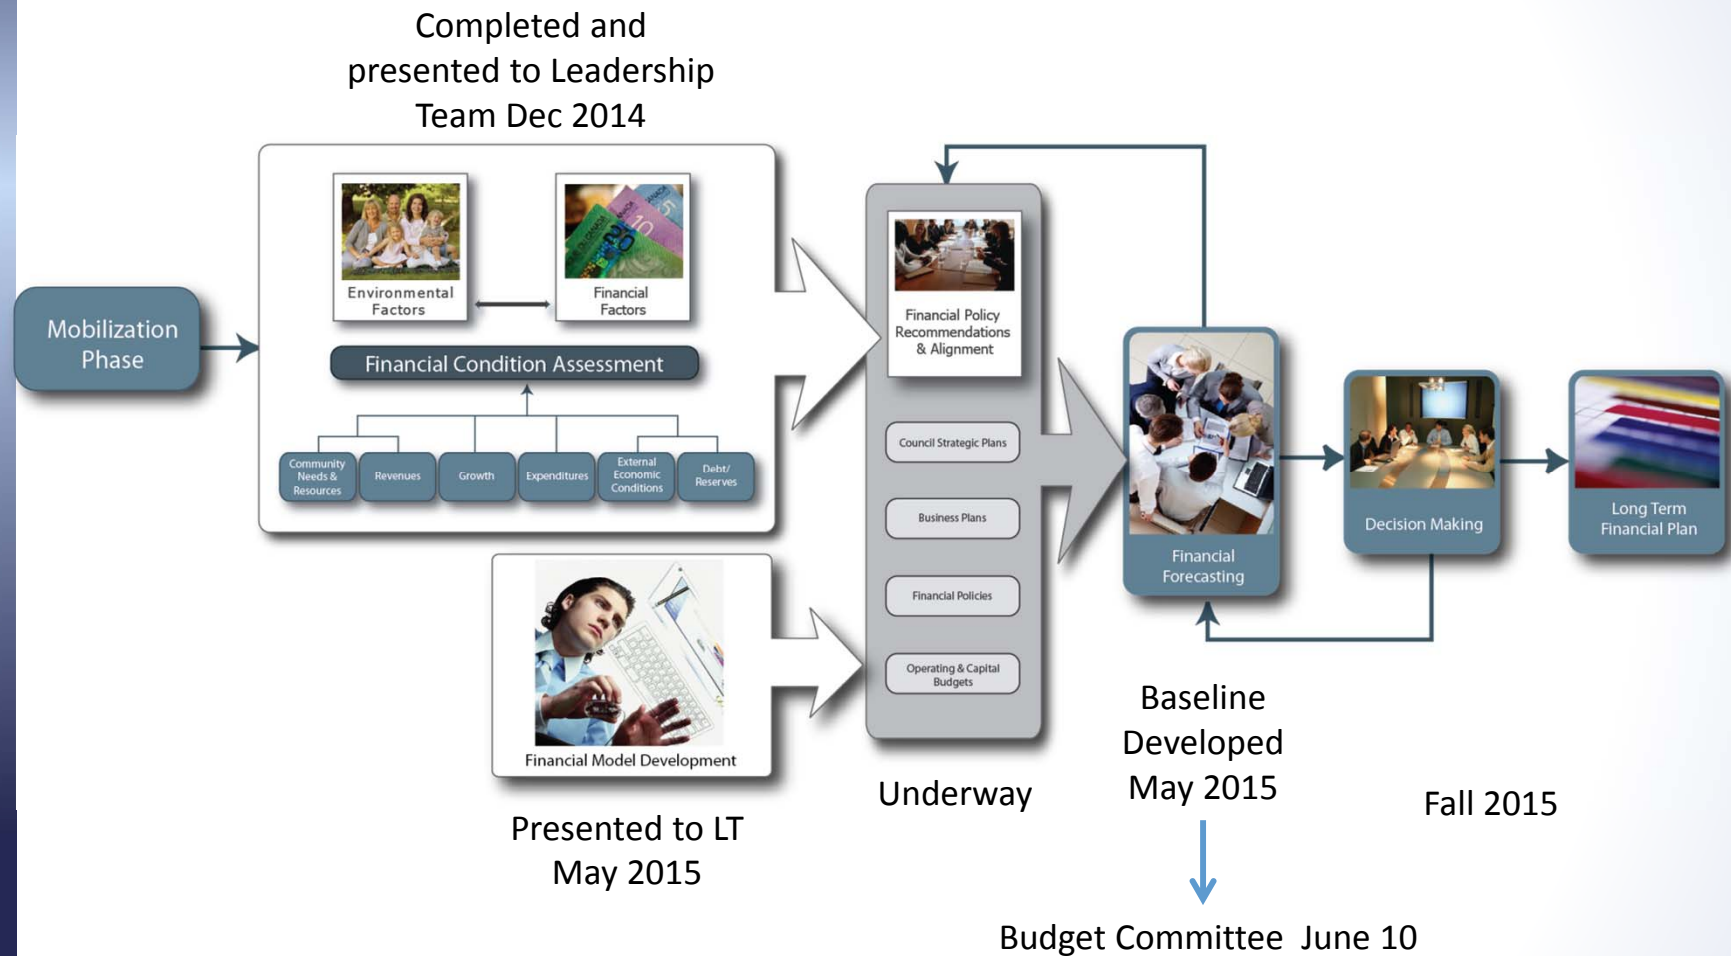 Completed and
presented to Leadership
Team Dec 2014
Mobilization
Phase
Environmental
Factors
Financial
Factors
Financial Condition Assessment
Community
Needs &
Resources
Revenues
Growth
Expenditures
External
Economic
Conditions
Debt/
Reserves
Financial Model Development
Presented to LT
May 2015
Financial Policy
Recommendations
& Alignment
Council Strategic Plans
Business Plans
Financial Policies
Operating & Capital
Budgets
Underway
Financial
Forecasting
Baseline
Developed
May 2015
Budget Committee June 10
Decision Making
Long Term
Financial Plan
Fall 2015